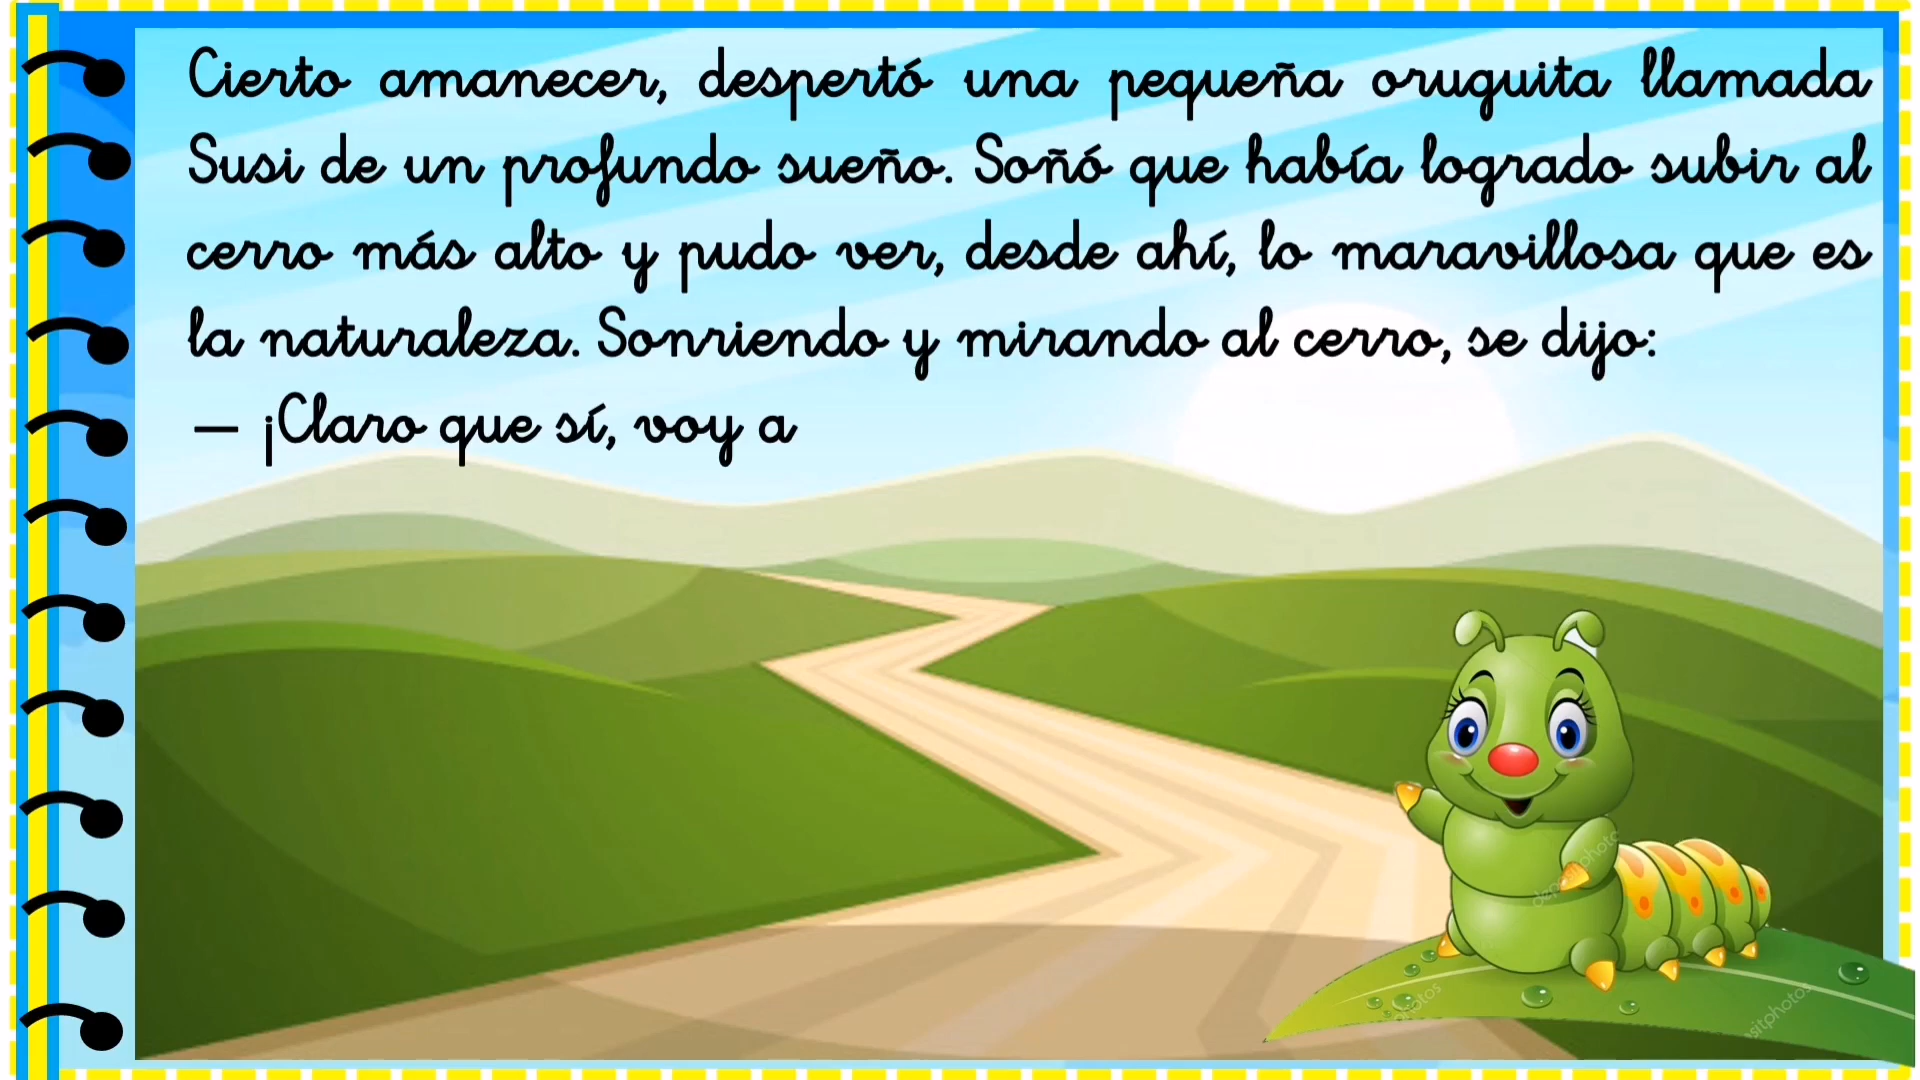 Cierto amanecer, despertó una pequeña oruguita llamada
Susi de un profundo sueño. Soñó que había logrado subir al
cerro más alto y pudo ver, desde ahí, lo maravillosa que es
la naturaleza. Sonriendo y mirando al cerro, se dijo:
— ¡Claro que sí, voy a